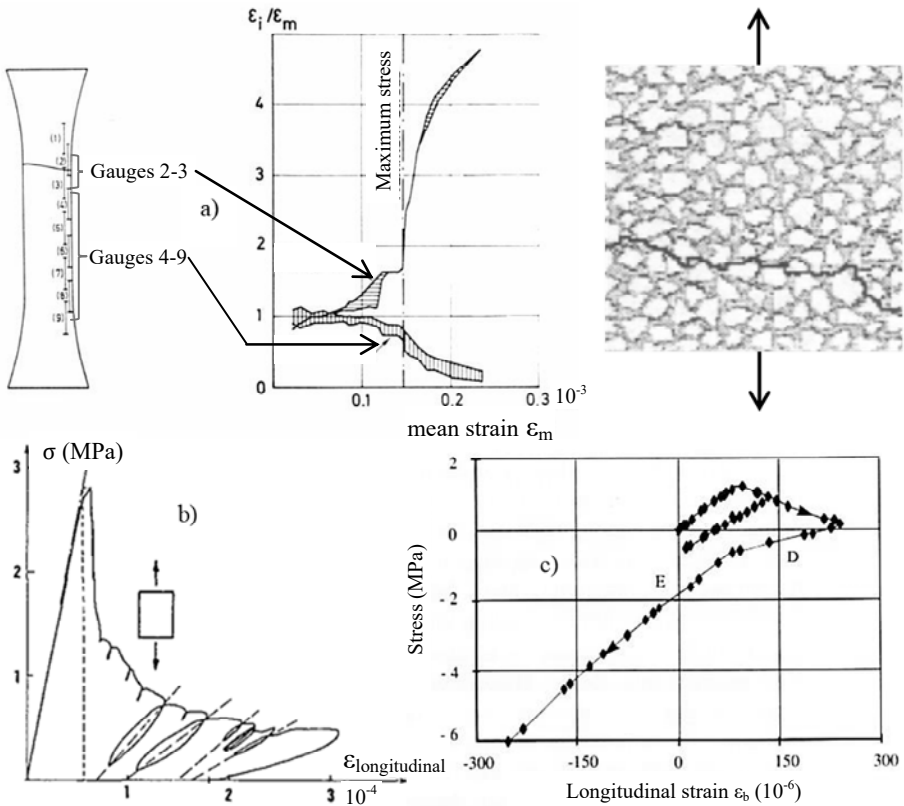 ε_i/ε_m
4
3
2
1
0
Maximum stress
0.1
0.2
0.3
10⁻³
mean strain ε_m
a)
(1)
(2)
(3)
(4)
(5)
(6)
(7)
(8)
(9)
Gauges 2-3
Gauges 4-9
σ (MPa)
3
2
1
b)
ε_longitudinal
1
2
3
10⁻⁴
2
0
- 2
- 4
- 6
Stress (MPa)
c)
E
D
-300
-150
0
150
300
Longitudinal strain ε_b (10⁻⁶)